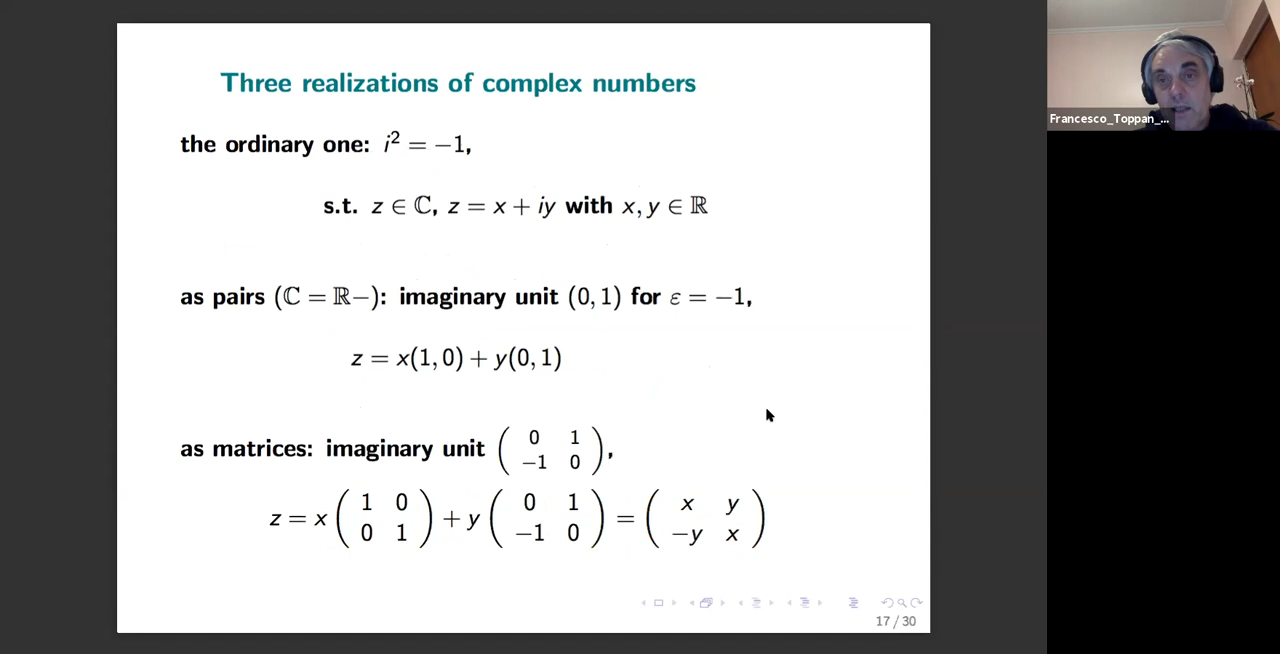 Three realizations of complex numbers
the ordinary one: i² = −1,
s.t. z ∈ ℂ, z = x + iy with x, y ∈ ℝ
as pairs (ℂ = ℝ−): imaginary unit (0, 1) for ε = −1,
z = x(1, 0) + y(0, 1)
as matrices: imaginary unit ( 0 1 −1 0 ),
z = x ( 1 0 0 1 ) + y ( 0 1 −1 0 ) = ( x y −y x )
17 / 30
Francesco_Toppan_...